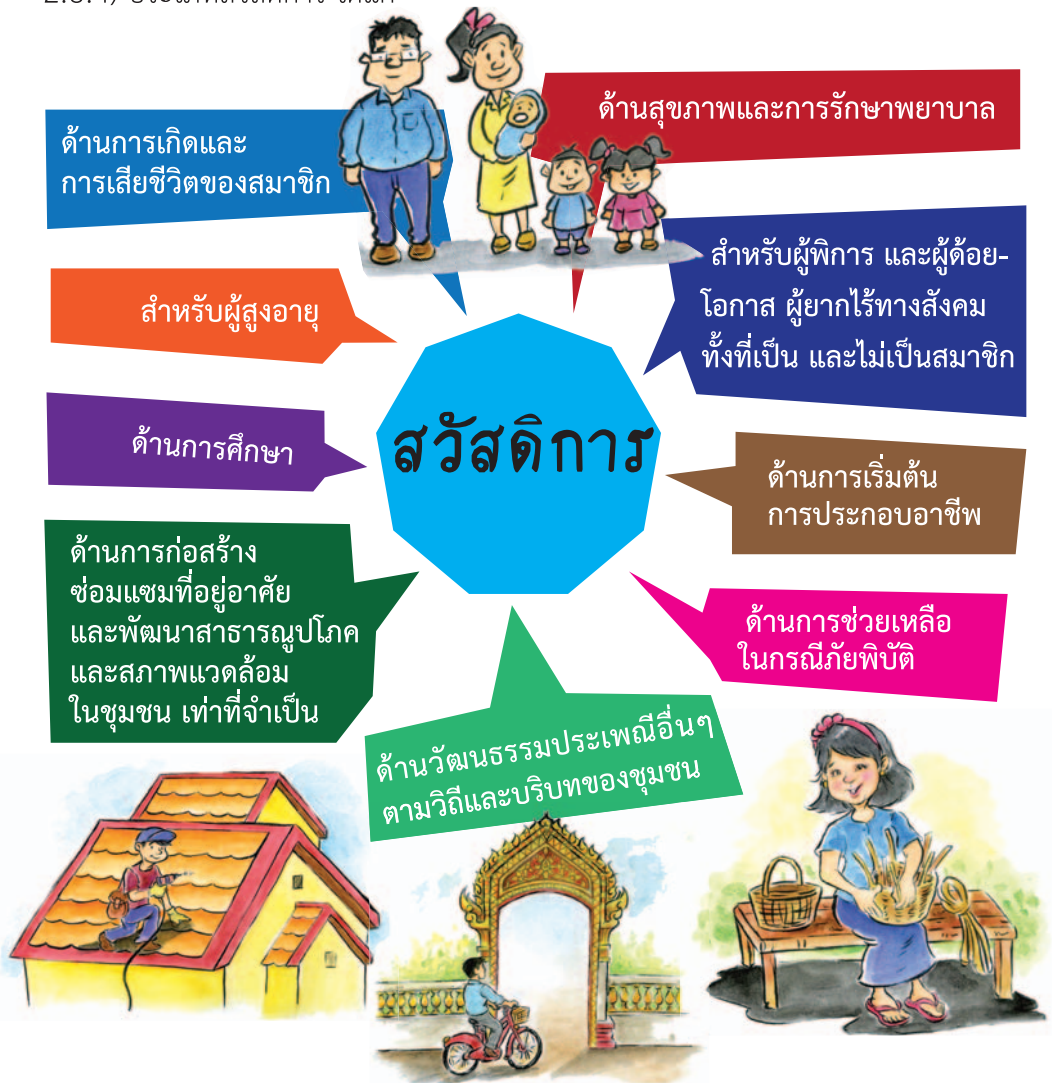 ด้านสุขภาพและการรักษาพยาบาล
ด้านการเกิดและ
การเสียชีวิตของสมาชิก
สำหรับผู้พิการ และผู้ด้อย-
โอกาส ผู้ยากไร้ทางสังคม
ทั้งที่เป็น และไม่เป็นสมาชิก
สำหรับผู้สูงอายุ
สวัสดิการ
ด้านการศึกษา
ด้านการเริ่มต้น
การประกอบอาชีพ
ด้านการก่อสร้าง
ซ่อมแซมที่อยู่อาศัย
และพัฒนาสาธารณูปโภค
และสภาพแวดล้อม
ในชุมชน เท่าที่จำเป็น
ด้านการช่วยเหลือ
ในกรณีภัยพิบัติ
ด้านวัฒนธรรมประเพณีอื่นๆ
ตามวิถีและบริบทของชุมชน